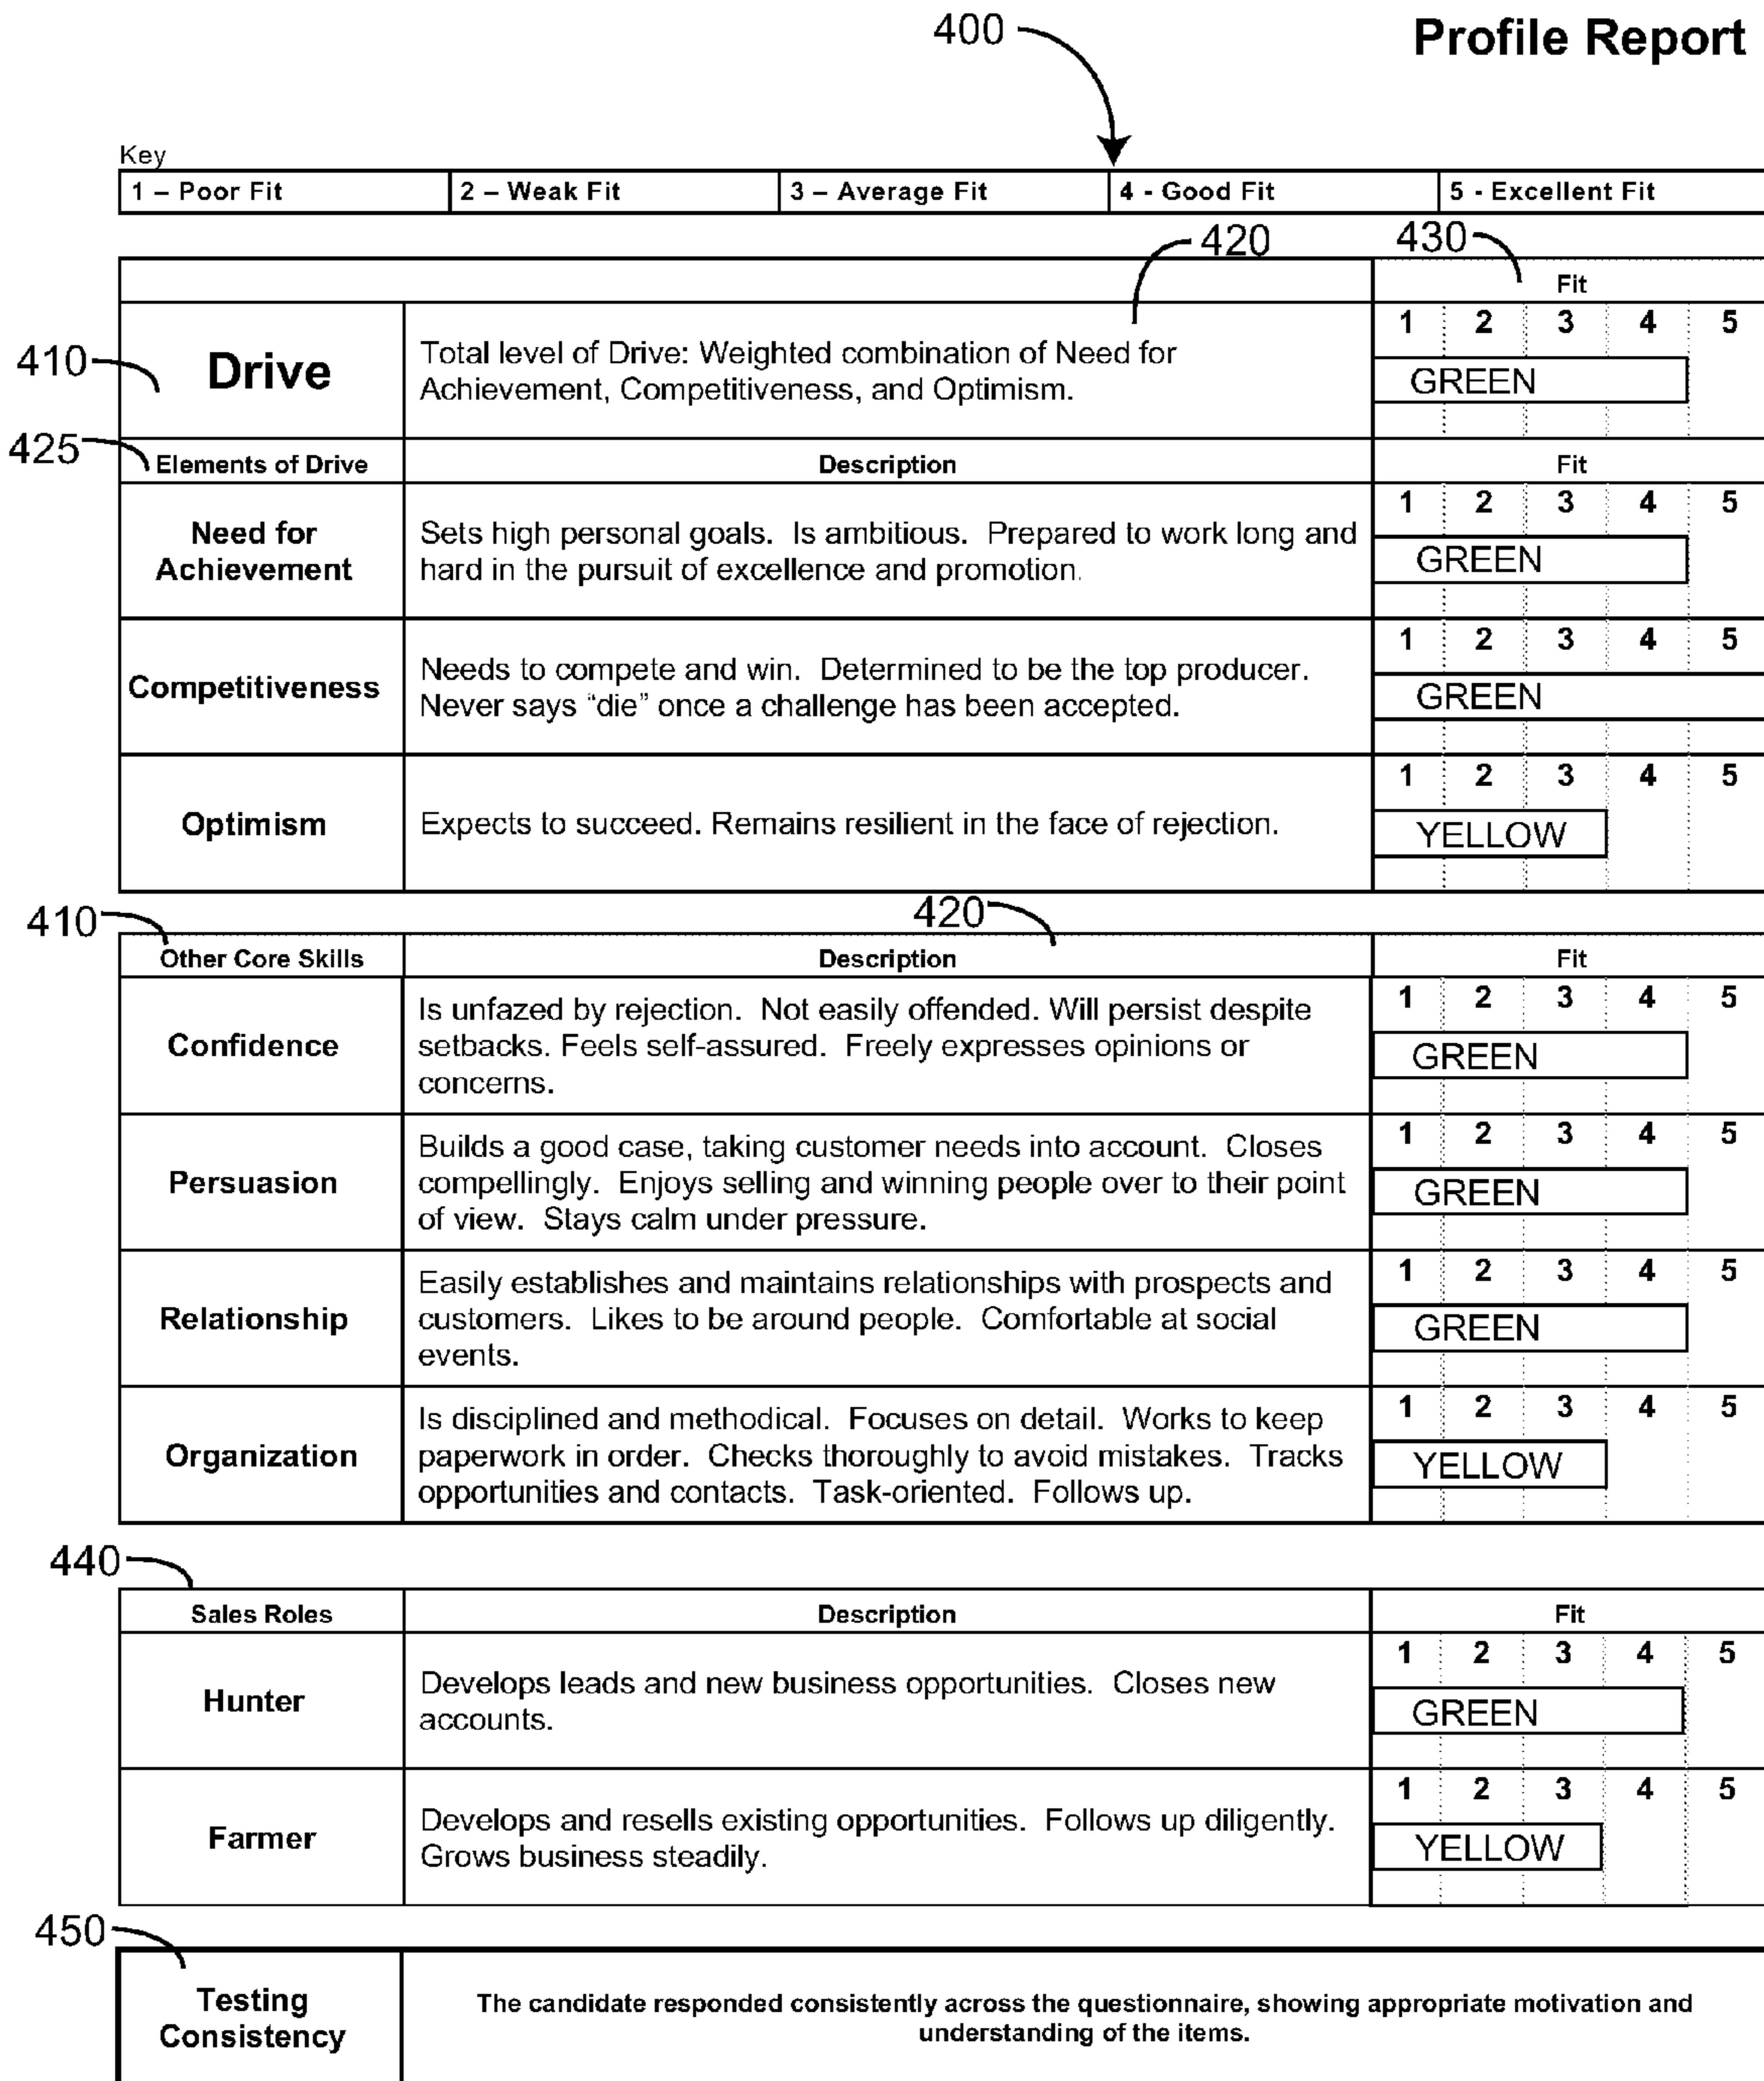 400
Profile Report
Key
1 – Poor Fit
2 – Weak Fit
3 – Average Fit
4 - Good Fit
5 - Excellent Fit
420
430
Fit
410
Drive
Total level of Drive: Weighted combination of Need for
Achievement, Competitiveness, and Optimism.
1 2 3 4 5
GREEN
425
Elements of Drive
Description
Fit
Need for
Achievement
Sets high personal goals. Is ambitious. Prepared to work long and
hard in the pursuit of excellence and promotion.
1 2 3 4 5
GREEN
Competitiveness
Needs to compete and win. Determined to be the top producer.
Never says “die” once a challenge has been accepted.
1 2 3 4 5
GREEN
Optimism
Expects to succeed. Remains resilient in the face of rejection.
1 2 3 4 5
YELLOW
410
420
Other Core Skills
Description
Fit
Confidence
Is unfazed by rejection. Not easily offended. Will persist despite
setbacks. Feels self-assured. Freely expresses opinions or
concerns.
1 2 3 4 5
GREEN
Persuasion
Builds a good case, taking customer needs into account. Closes
compellingly. Enjoys selling and winning people over to their point
of view. Stays calm under pressure.
1 2 3 4 5
GREEN
Relationship
Easily establishes and maintains relationships with prospects and
customers. Likes to be around people. Comfortable at social
events.
1 2 3 4 5
GREEN
Organization
Is disciplined and methodical. Focuses on detail. Works to keep
paperwork in order. Checks thoroughly to avoid mistakes. Tracks
opportunities and contacts. Task-oriented. Follows up.
1 2 3 4 5
YELLOW
440
Sales Roles
Description
Fit
Hunter
Develops leads and new business opportunities. Closes new
accounts.
1 2 3 4 5
GREEN
Farmer
Develops and resells existing opportunities. Follows up diligently.
Grows business steadily.
1 2 3 4 5
YELLOW
450
Testing
Consistency
The candidate responded consistently across the questionnaire, showing appropriate motivation and
understanding of the items.